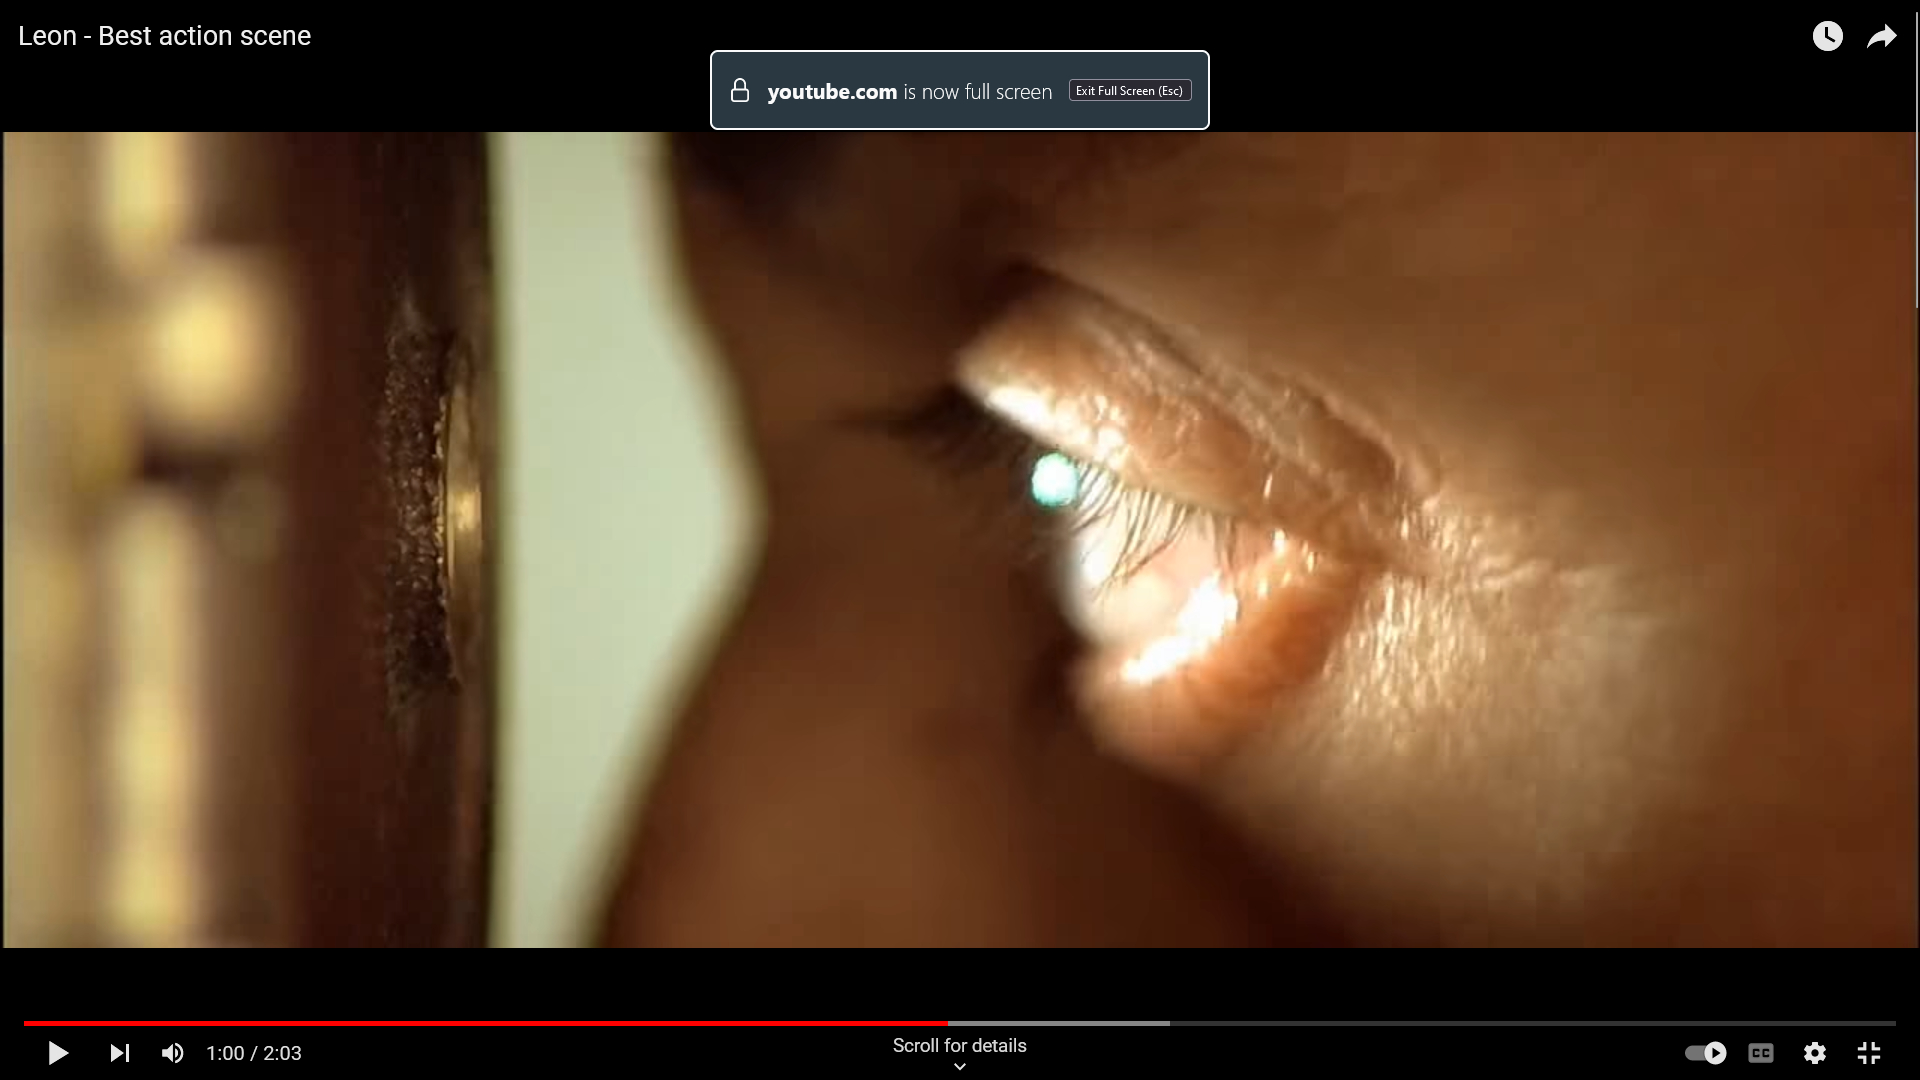 Leon - Best action scene
youtube.com is now full screen Exit Full Screen (Esc)
1:00 / 2:03
Scroll for details
CC